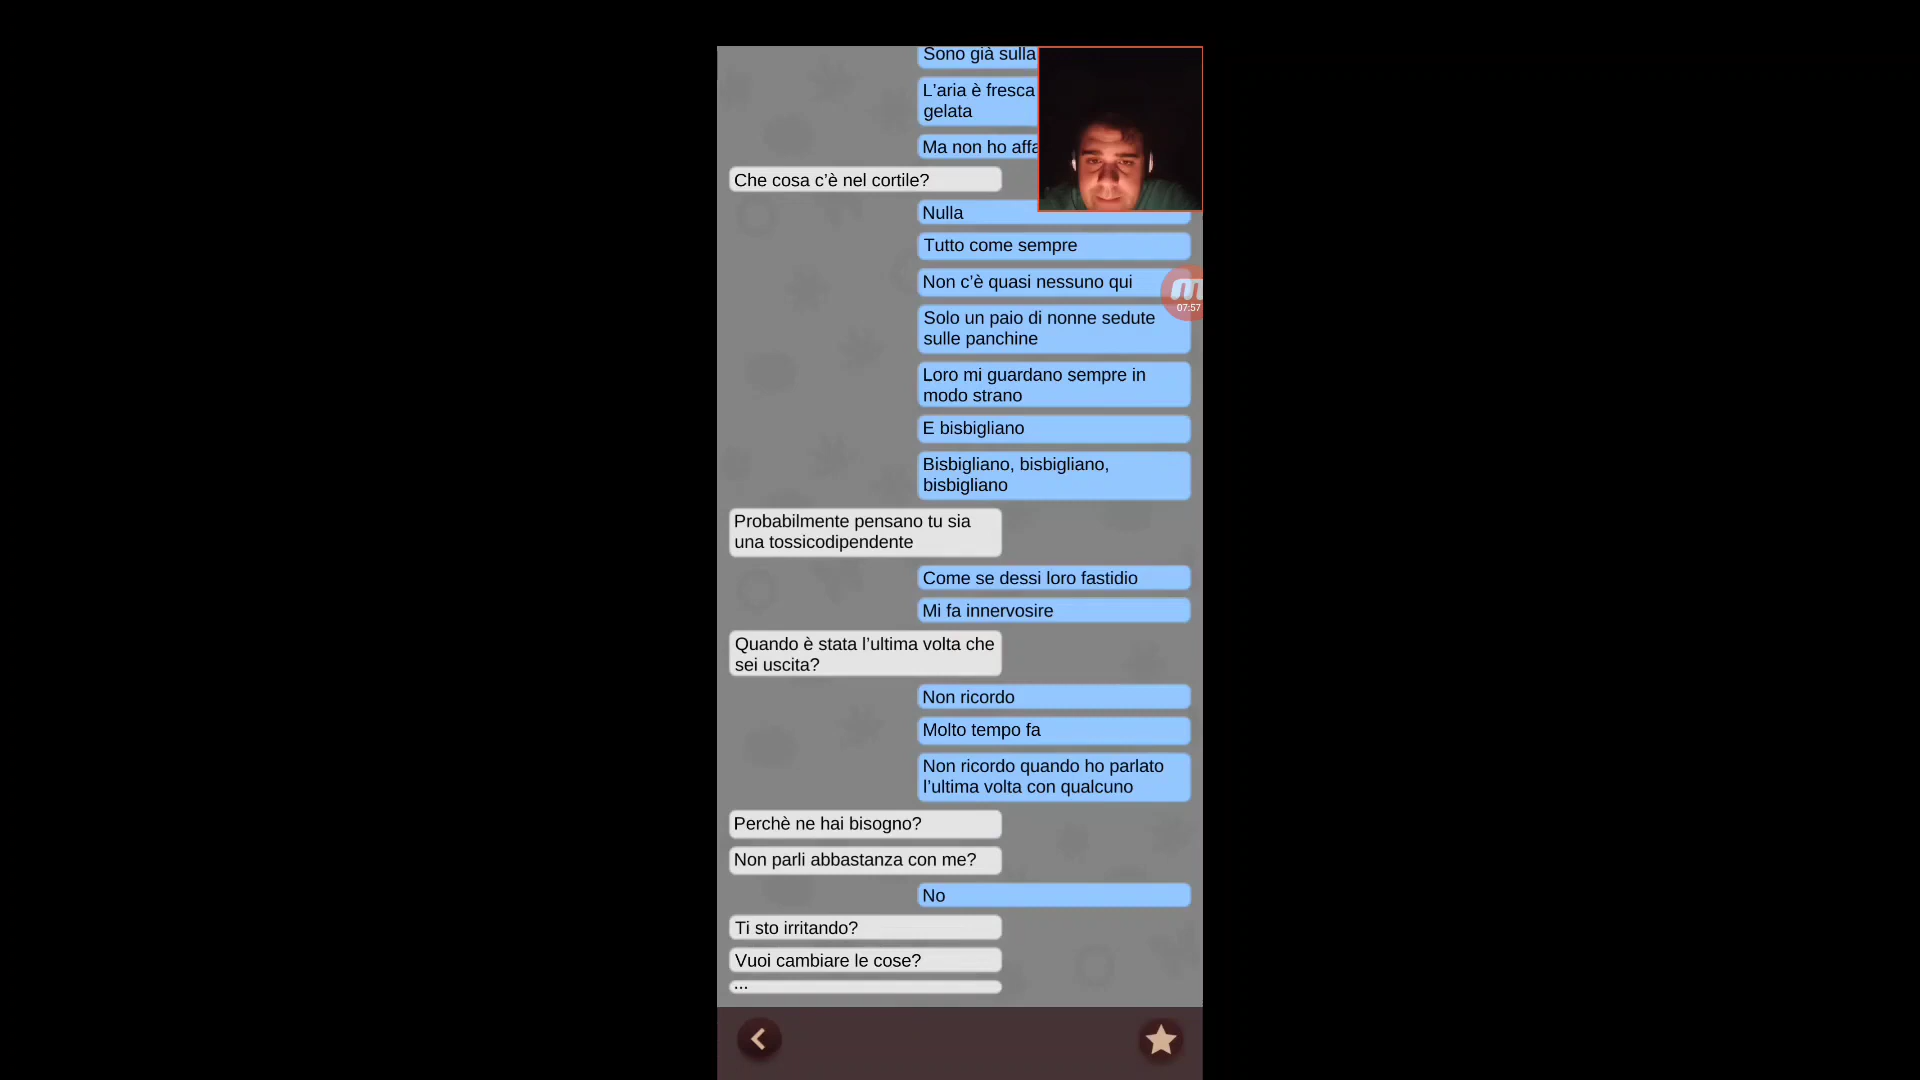 Sono già sulla
L'aria è fresca
gelata
Ma non ho affa
Che cosa c'è nel cortile?
Nulla
Tutto come sempre
Non c'è quasi nessuno qui
07:57
Solo un paio di nonne sedute
sulle panchine
Loro mi guardano sempre in
modo strano
E bisbigliano
Bisbigliano, bisbigliano,
bisbigliano
Probabilmente pensano tu sia
una tossicodipendente
Come se dessi loro fastidio
Mi fa innervosire
Quando è stata l'ultima volta che
sei uscita?
Non ricordo
Molto tempo fa
Non ricordo quando ho parlato
l'ultima volta con qualcuno
Perchè ne hai bisogno?
Non parli abbastanza con me?
No
Ti sto irritando?
Vuoi cambiare le cose?
...